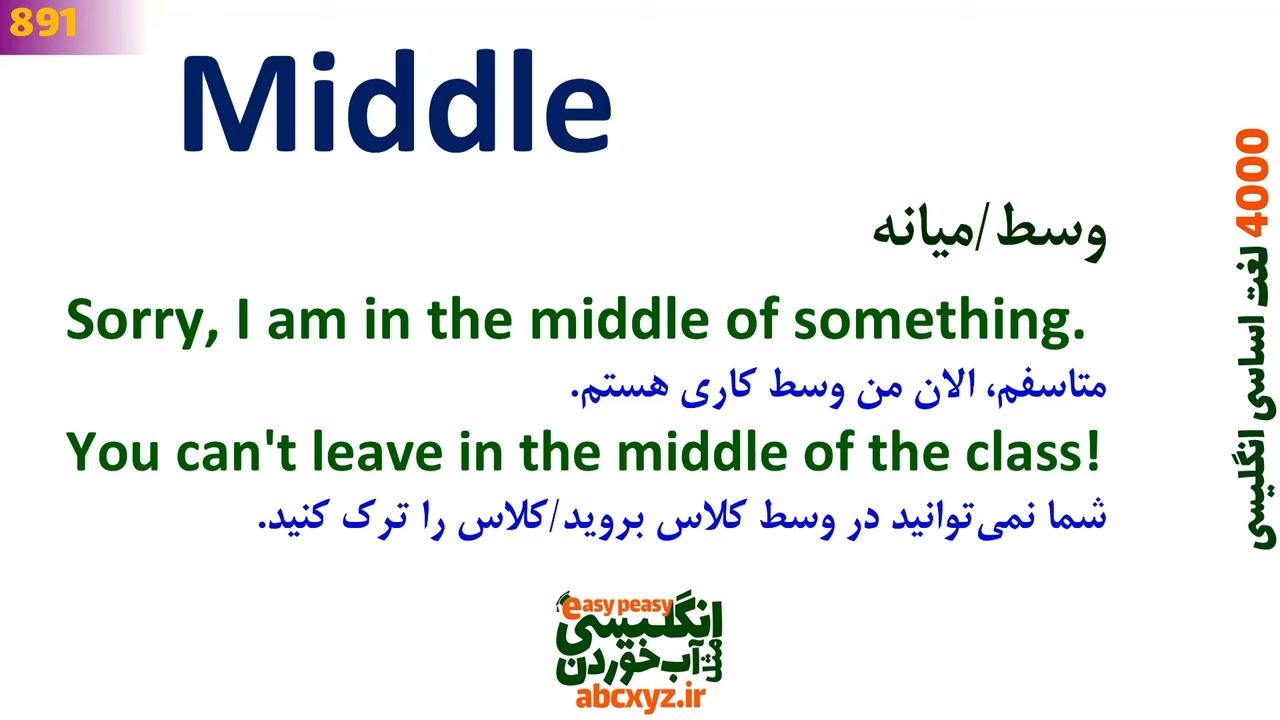 891
Middle
وسط/میانه
Sorry, I am in the middle of something.
متاسفم، الان من وسط کاری هستم.
You can't leave in the middle of the class!
شما نمی‌توانید در وسط کلاس بروید/کلاس را ترک کنید.
4000 لغت اساسی انگلیسی
easy peasy
انگلیسی
مثل
آب خوردن
abcxyz.ir